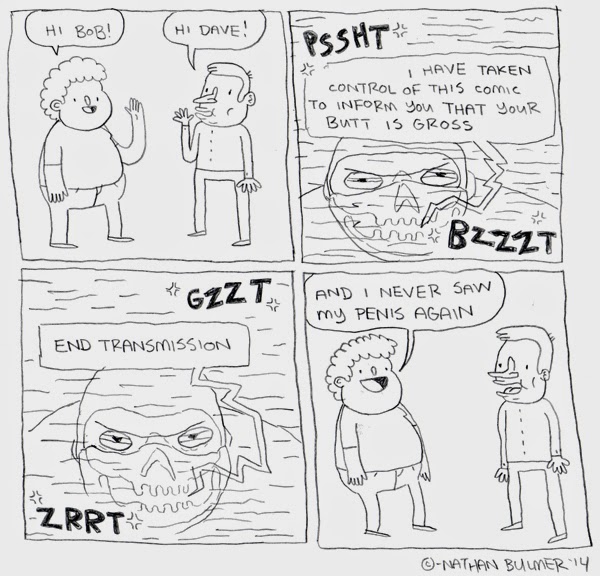 HI BOB!
HI DAVE!
PSSHT
I HAVE TAKEN
CONTROL OF THIS COMIC
TO INFORM YOU THAT YOUR
BUTT IS GROSS
BZZZT
GZZT
END TRANSMISSION
ZRRT
AND I NEVER SAW
MY PENIS AGAIN
©-NATHAN BULMER '14